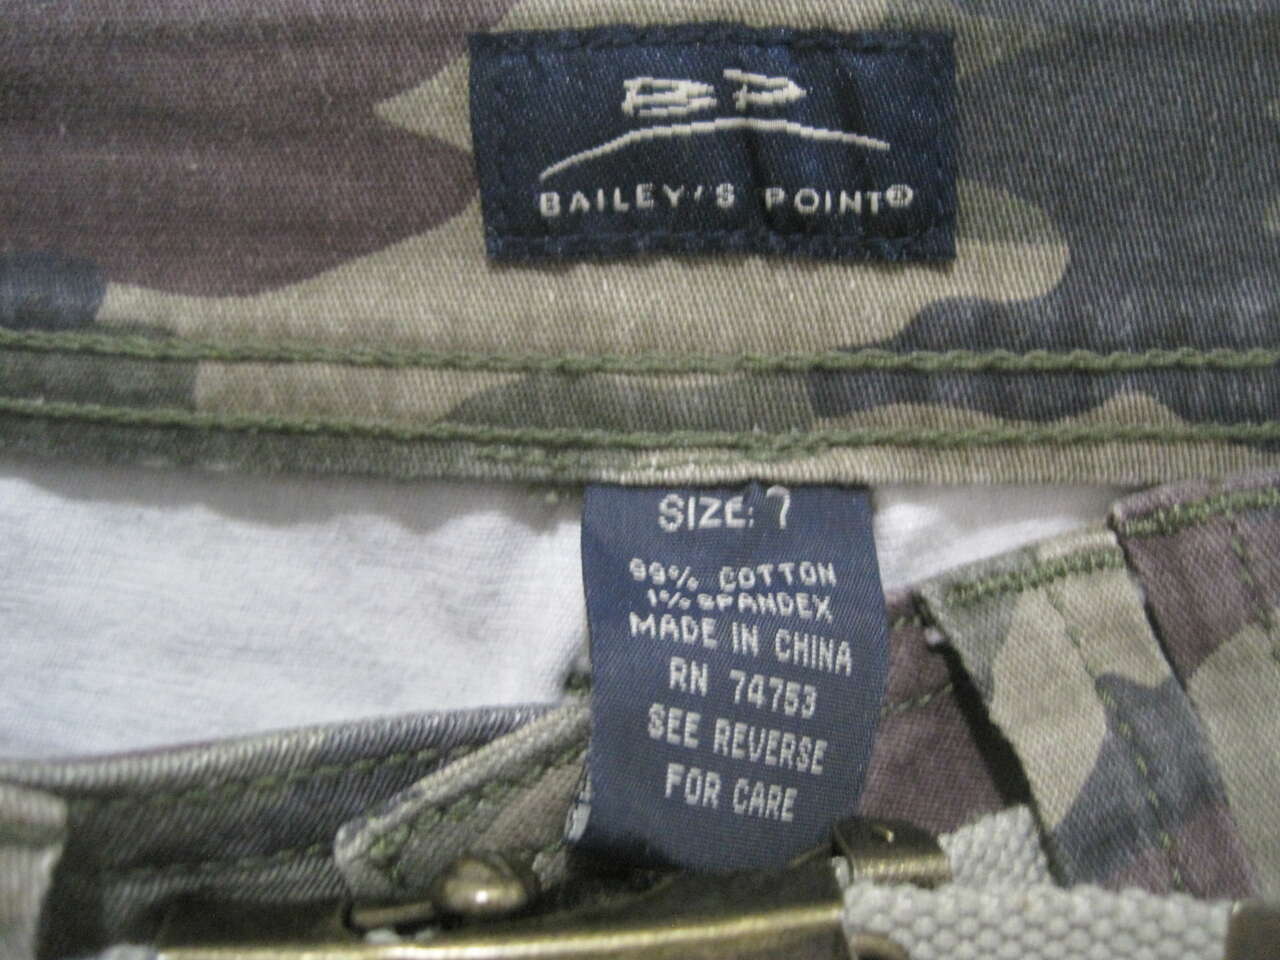 BP
BAILEY'S POINT®
SIZE: 7
99% COTTON
1% SPANDEX
MADE IN CHINA
RN 74753
SEE REVERSE
FOR CARE